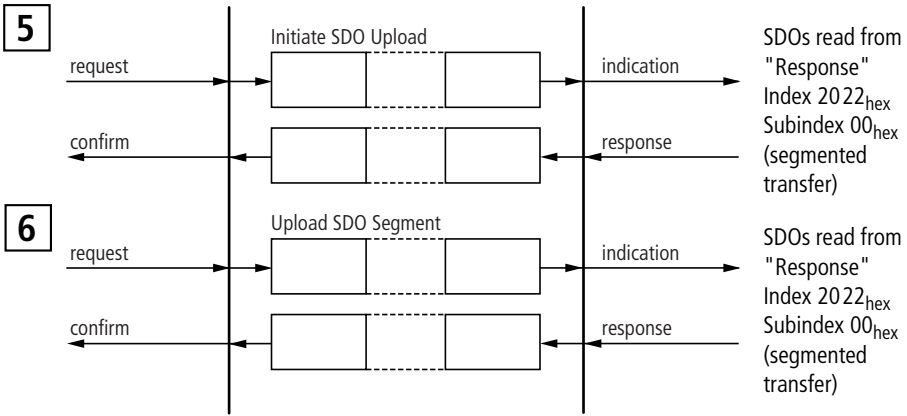 5
Initiate SDO Upload
request
indication
confirm
response
SDOs read from
"Response"
Index 2022hex
Subindex 00hex
(segmented
transfer)
6
Upload SDO Segment
request
indication
confirm
response
SDOs read from
"Response"
Index 2022hex
Subindex 00hex
(segmented
transfer)